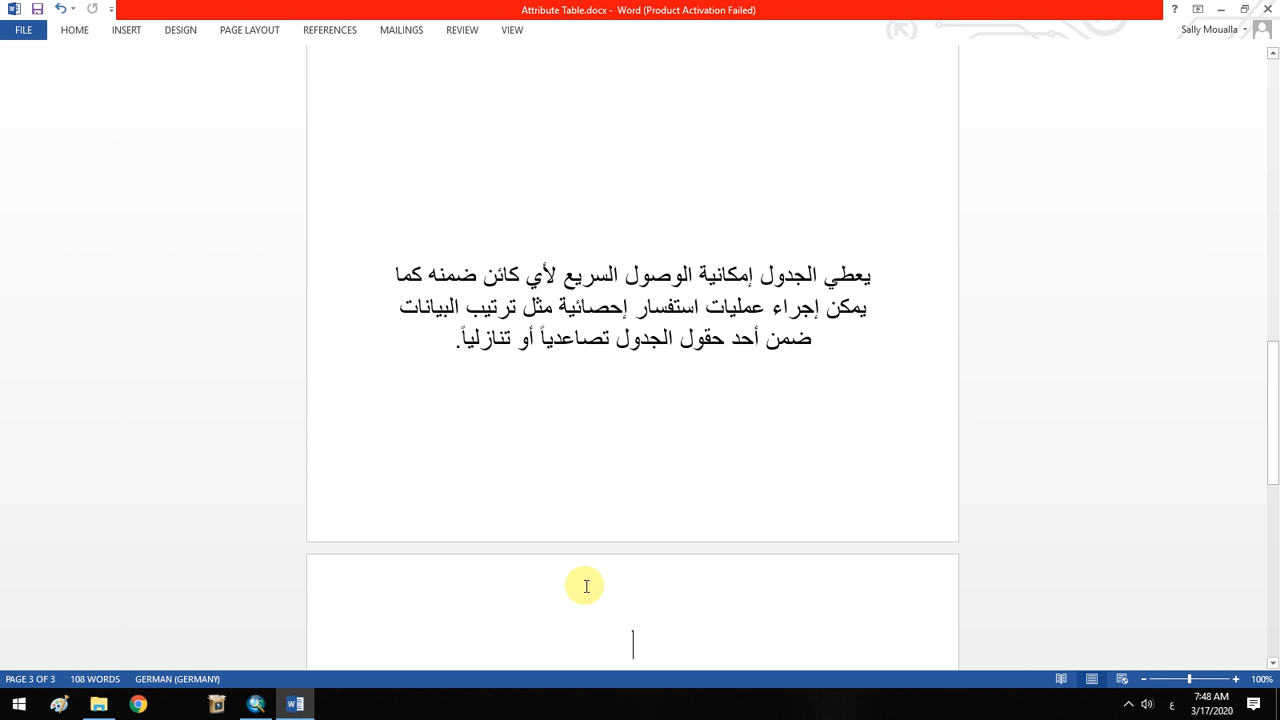 Attribute Table.docx - Word (Product Activation Failed)
FILE HOME INSERT DESIGN PAGE LAYOUT REFERENCES MAILINGS REVIEW VIEW Sally Moualla
يعطي الجدول إمكانية الوصول السريع لأي كائن ضمنه كما
يمكن إجراء عمليات استفسار إحصائية مثل ترتيب البيانات
ضمن أحد حقول الجدول تصاعدياً أو تنازلياً.
PAGE 3 OF 3 108 WORDS GERMAN (GERMANY) 100%
ع 7:48 AM
3/17/2020